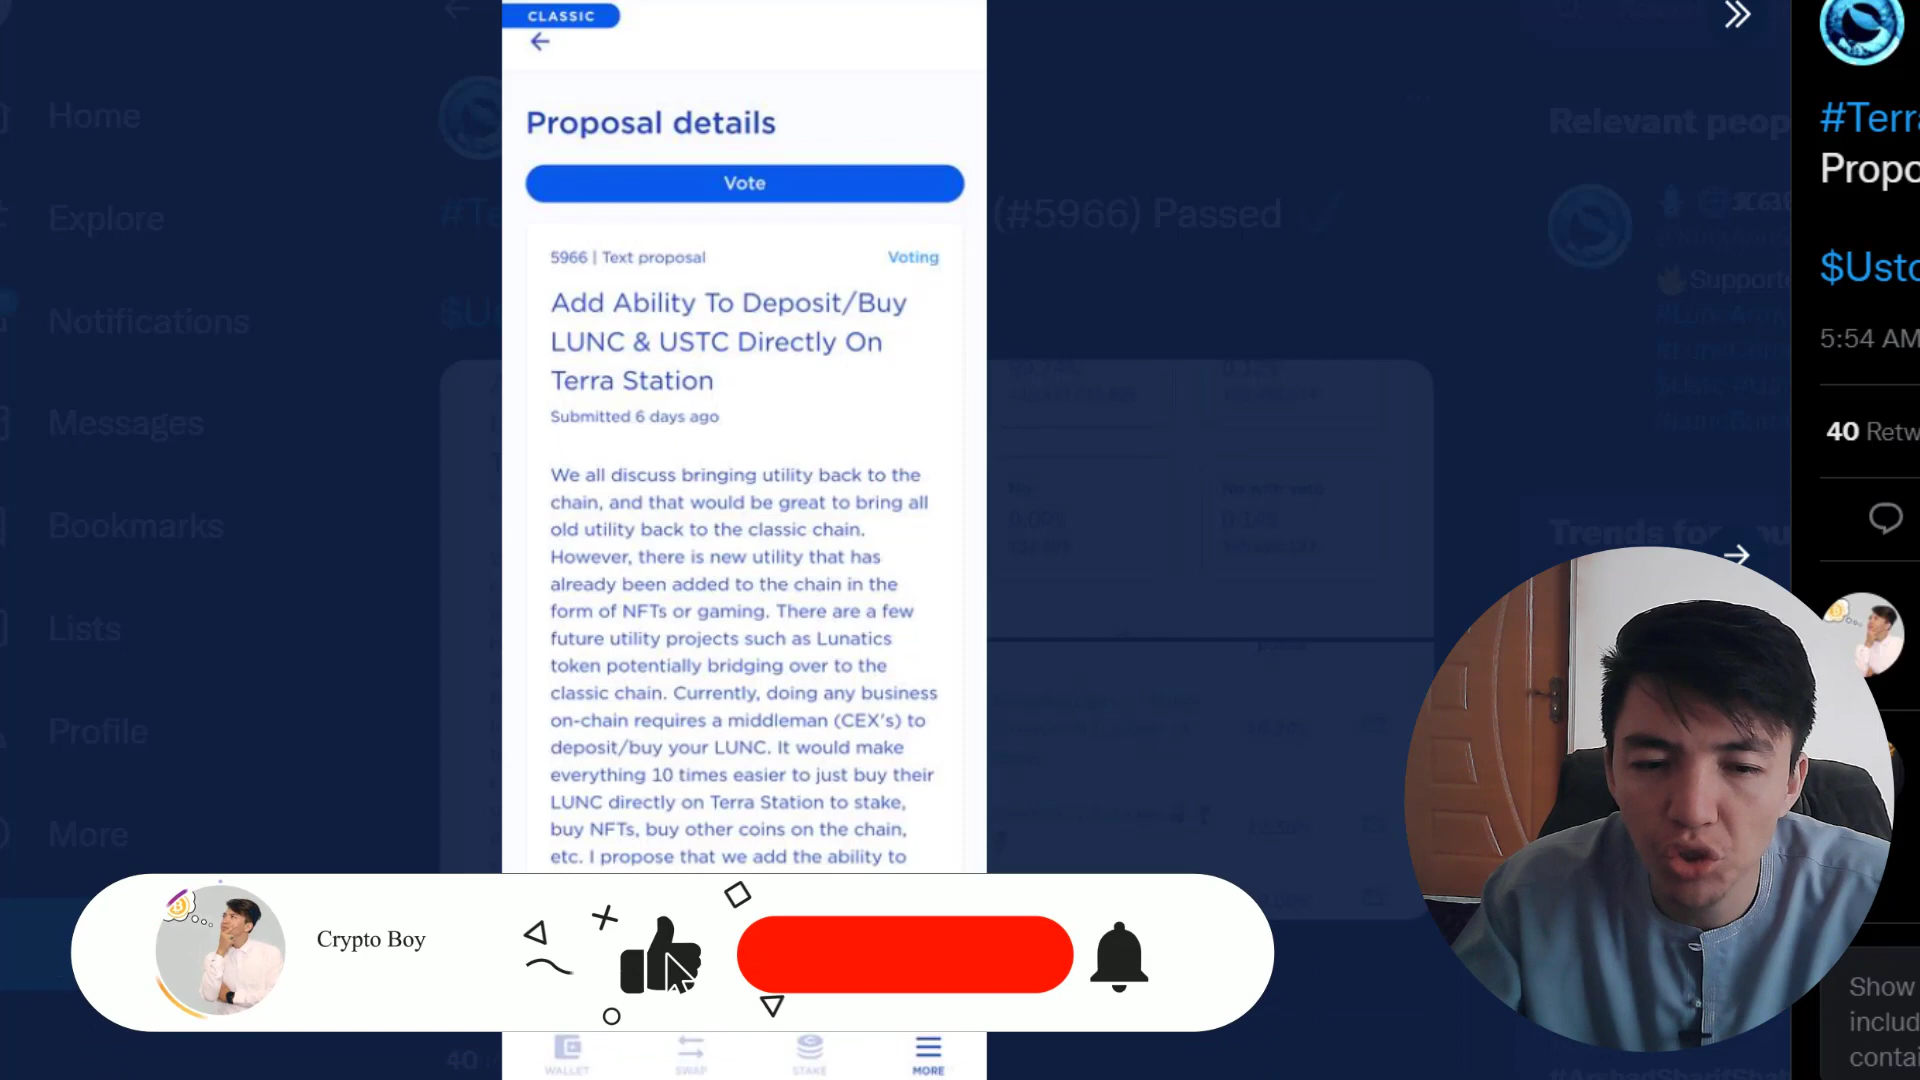 CLASSIC
Proposal details
Vote
5966 | Text proposal
Voting
Add Ability To Deposit/Buy
LUNC & USTC Directly On
Terra Station
Submitted 6 days ago
We all discuss bringing utility back to the
chain, and that would be great to bring all
old utility back to the classic chain.
However, there is new utility that has
already been added to the chain in the
form of NFTs or gaming. There are a few
future utility projects such as Lunatics
token potentially bridging over to the
classic chain. Currently, doing any business
on-chain requires a middleman (CEX's) to
deposit/buy your LUNC. It would make
everything 10 times easier to just buy their
LUNC directly on Terra Station to stake,
buy NFTs, buy other coins on the chain,
etc. I propose that we add the ability to
WALLET
SWAP
STAKE
MORE
Home
Explore
Notifications
Messages
Bookmarks
Lists
Profile
More
(#5966) Passed
40
Relevant peop
Supporte
Trends for you
No
No with veto
#Terr
Propo
$Ustc
5:54 AM
40 Retw
Show
includ
contai
Crypto Boy